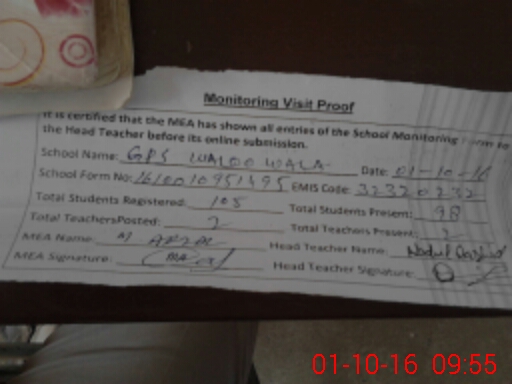 Monitoring Visit Proof
It is certified that the MEA has shown all entries of the School Monitoring Form to
the Head Teacher before its online submission.
School Name: GPS WALOO WALA Date: 01-10-16
School Form No: 1610010951495 EMIS Code: 32320232
Total Students Registered: 105 Total Students Present: 98
Total TeachersPosted: 2 Total Teachers Present: 2
MEA Name: M AFZAL Head Teacher Name:
MEA Signature: Head Teacher Signature:
01-10-16 09:55